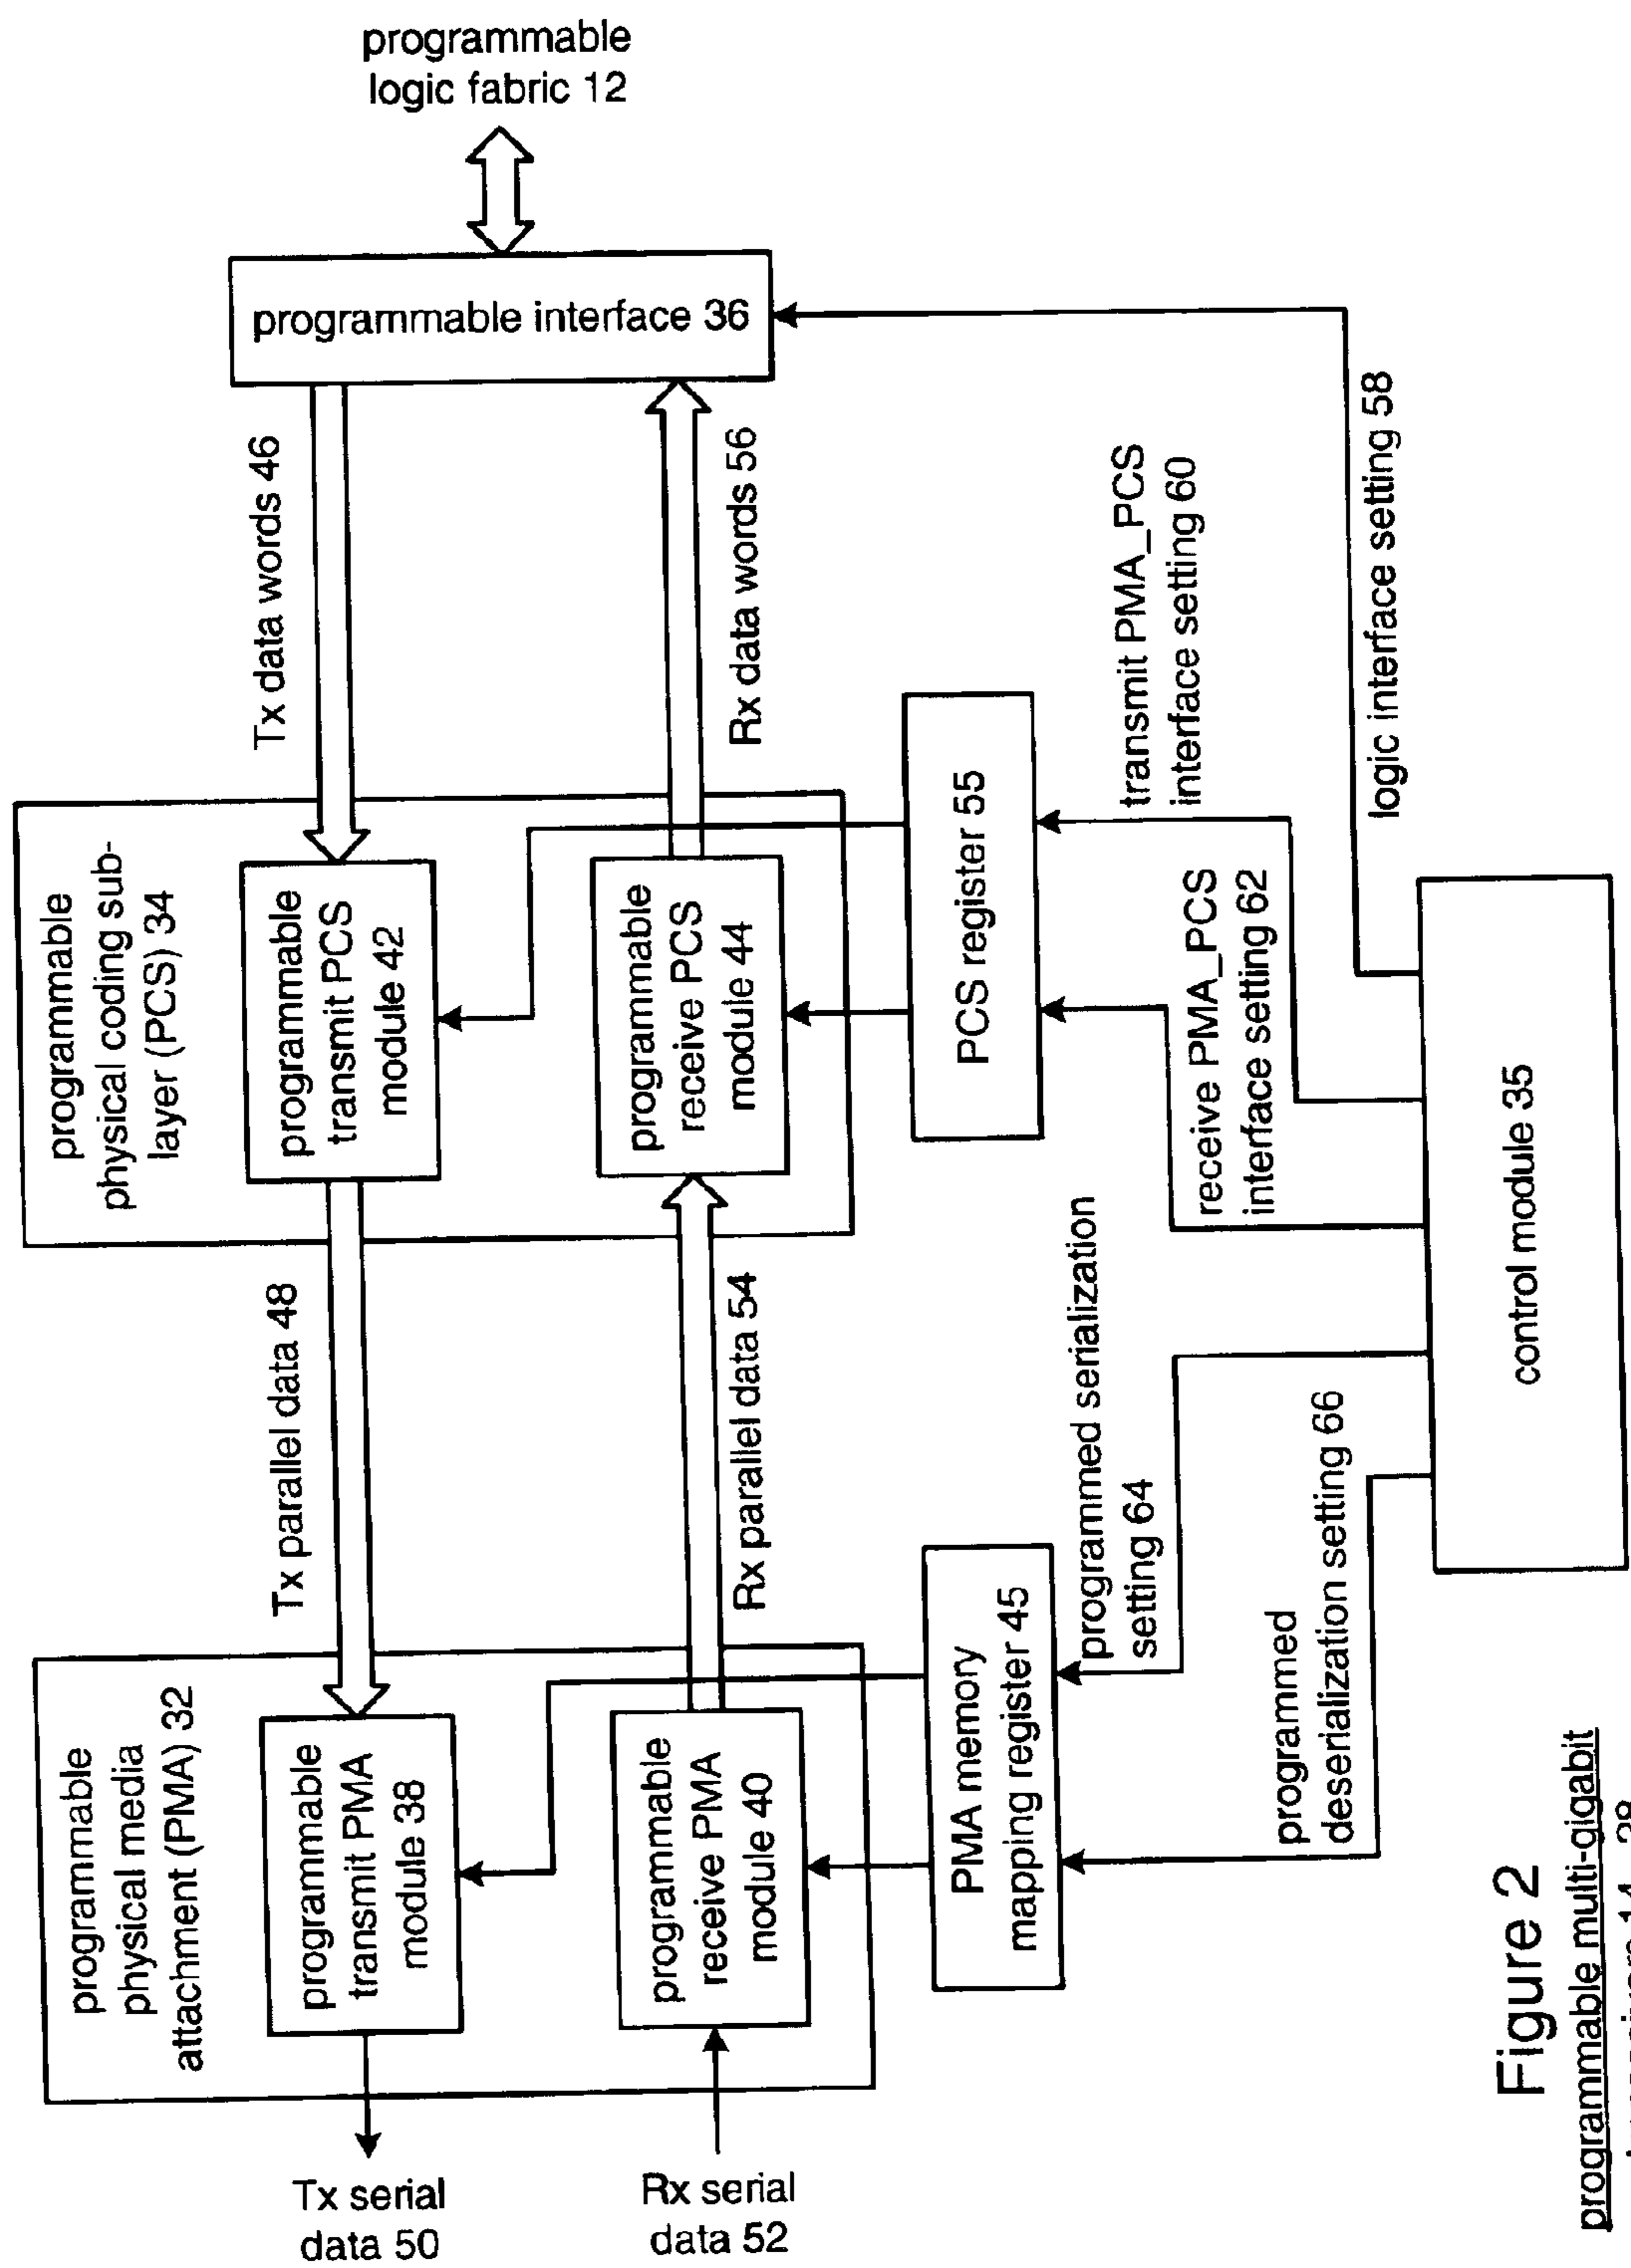 programmable
logic fabric 12
programmable interface 36
Tx data words 46
Rx data words 56
programmable
physical coding sub-
layer (PCS) 34
programmable
transmit PCS
module 42
programmable
receive PCS
module 44
PCS register 55
transmit PMA_PCS
interface setting 60
receive PMA_PCS
interface setting 62
logic interface setting 58
Tx parallel data 48
Rx parallel data 54
programmable
physical media
attachment (PMA) 32
programmable
transmit PMA
module 38
programmable
receive PMA
module 40
PMA memory
mapping register 45
programmed serialization
setting 64
programmed
deserialization setting 66
control module 35
Tx serial
data 50
Rx serial
data 52
Figure 2
programmable multi-gigabit